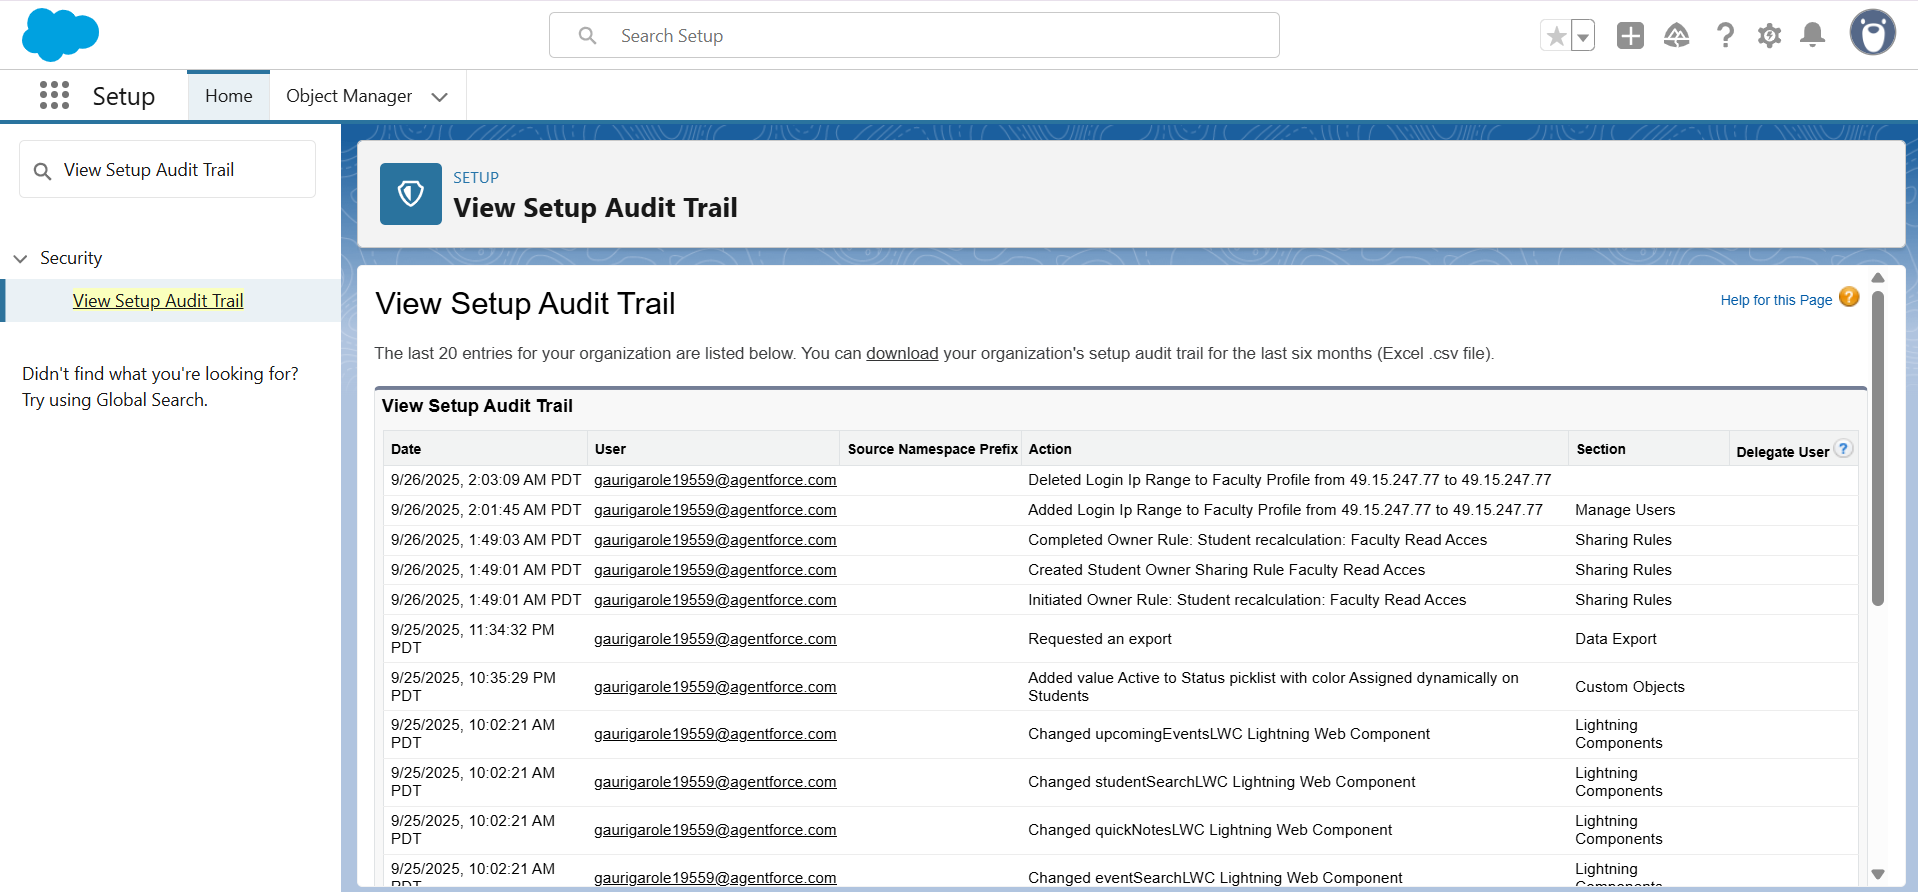 Search Setup
Setup
Home
Object Manager
View Setup Audit Trail
Security
View Setup Audit Trail
Didn't find what you're looking for?
Try using Global Search.
SETUP
View Setup Audit Trail
View Setup Audit Trail
Help for this Page ?
The last 20 entries for your organization are listed below. You can download your organization's setup audit trail for the last six months (Excel .csv file).
View Setup Audit Trail
Date User Source Namespace Prefix Action Section Delegate User ?
9/26/2025, 2:03:09 AM PDT gaurigarole19559@agentforce.com Deleted Login Ip Range to Faculty Profile from 49.15.247.77 to 49.15.247.77
9/26/2025, 2:01:45 AM PDT gaurigarole19559@agentforce.com Added Login Ip Range to Faculty Profile from 49.15.247.77 to 49.15.247.77 Manage Users
9/26/2025, 1:49:03 AM PDT gaurigarole19559@agentforce.com Completed Owner Rule: Student recalculation: Faculty Read Acces Sharing Rules
9/26/2025, 1:49:01 AM PDT gaurigarole19559@agentforce.com Created Student Owner Sharing Rule Faculty Read Acces Sharing Rules
9/26/2025, 1:49:01 AM PDT gaurigarole19559@agentforce.com Initiated Owner Rule: Student recalculation: Faculty Read Acces Sharing Rules
9/25/2025, 11:34:32 PM
PDT
gaurigarole19559@agentforce.com Requested an export Data Export
9/25/2025, 10:35:29 PM
PDT
gaurigarole19559@agentforce.com
Added value Active to Status picklist with color Assigned dynamically on
Students
Custom Objects
9/25/2025, 10:02:21 AM
PDT
gaurigarole19559@agentforce.com Changed upcomingEventsLWC Lightning Web Component
Lightning
Components
9/25/2025, 10:02:21 AM
PDT
gaurigarole19559@agentforce.com Changed studentSearchLWC Lightning Web Component
Lightning
Components
9/25/2025, 10:02:21 AM
PDT
gaurigarole19559@agentforce.com Changed quickNotesLWC Lightning Web Component
Lightning
Components
9/25/2025, 10:02:21 AM
PDT
gaurigarole19559@agentforce.com Changed eventSearchLWC Lightning Web Component
Lightning
Components